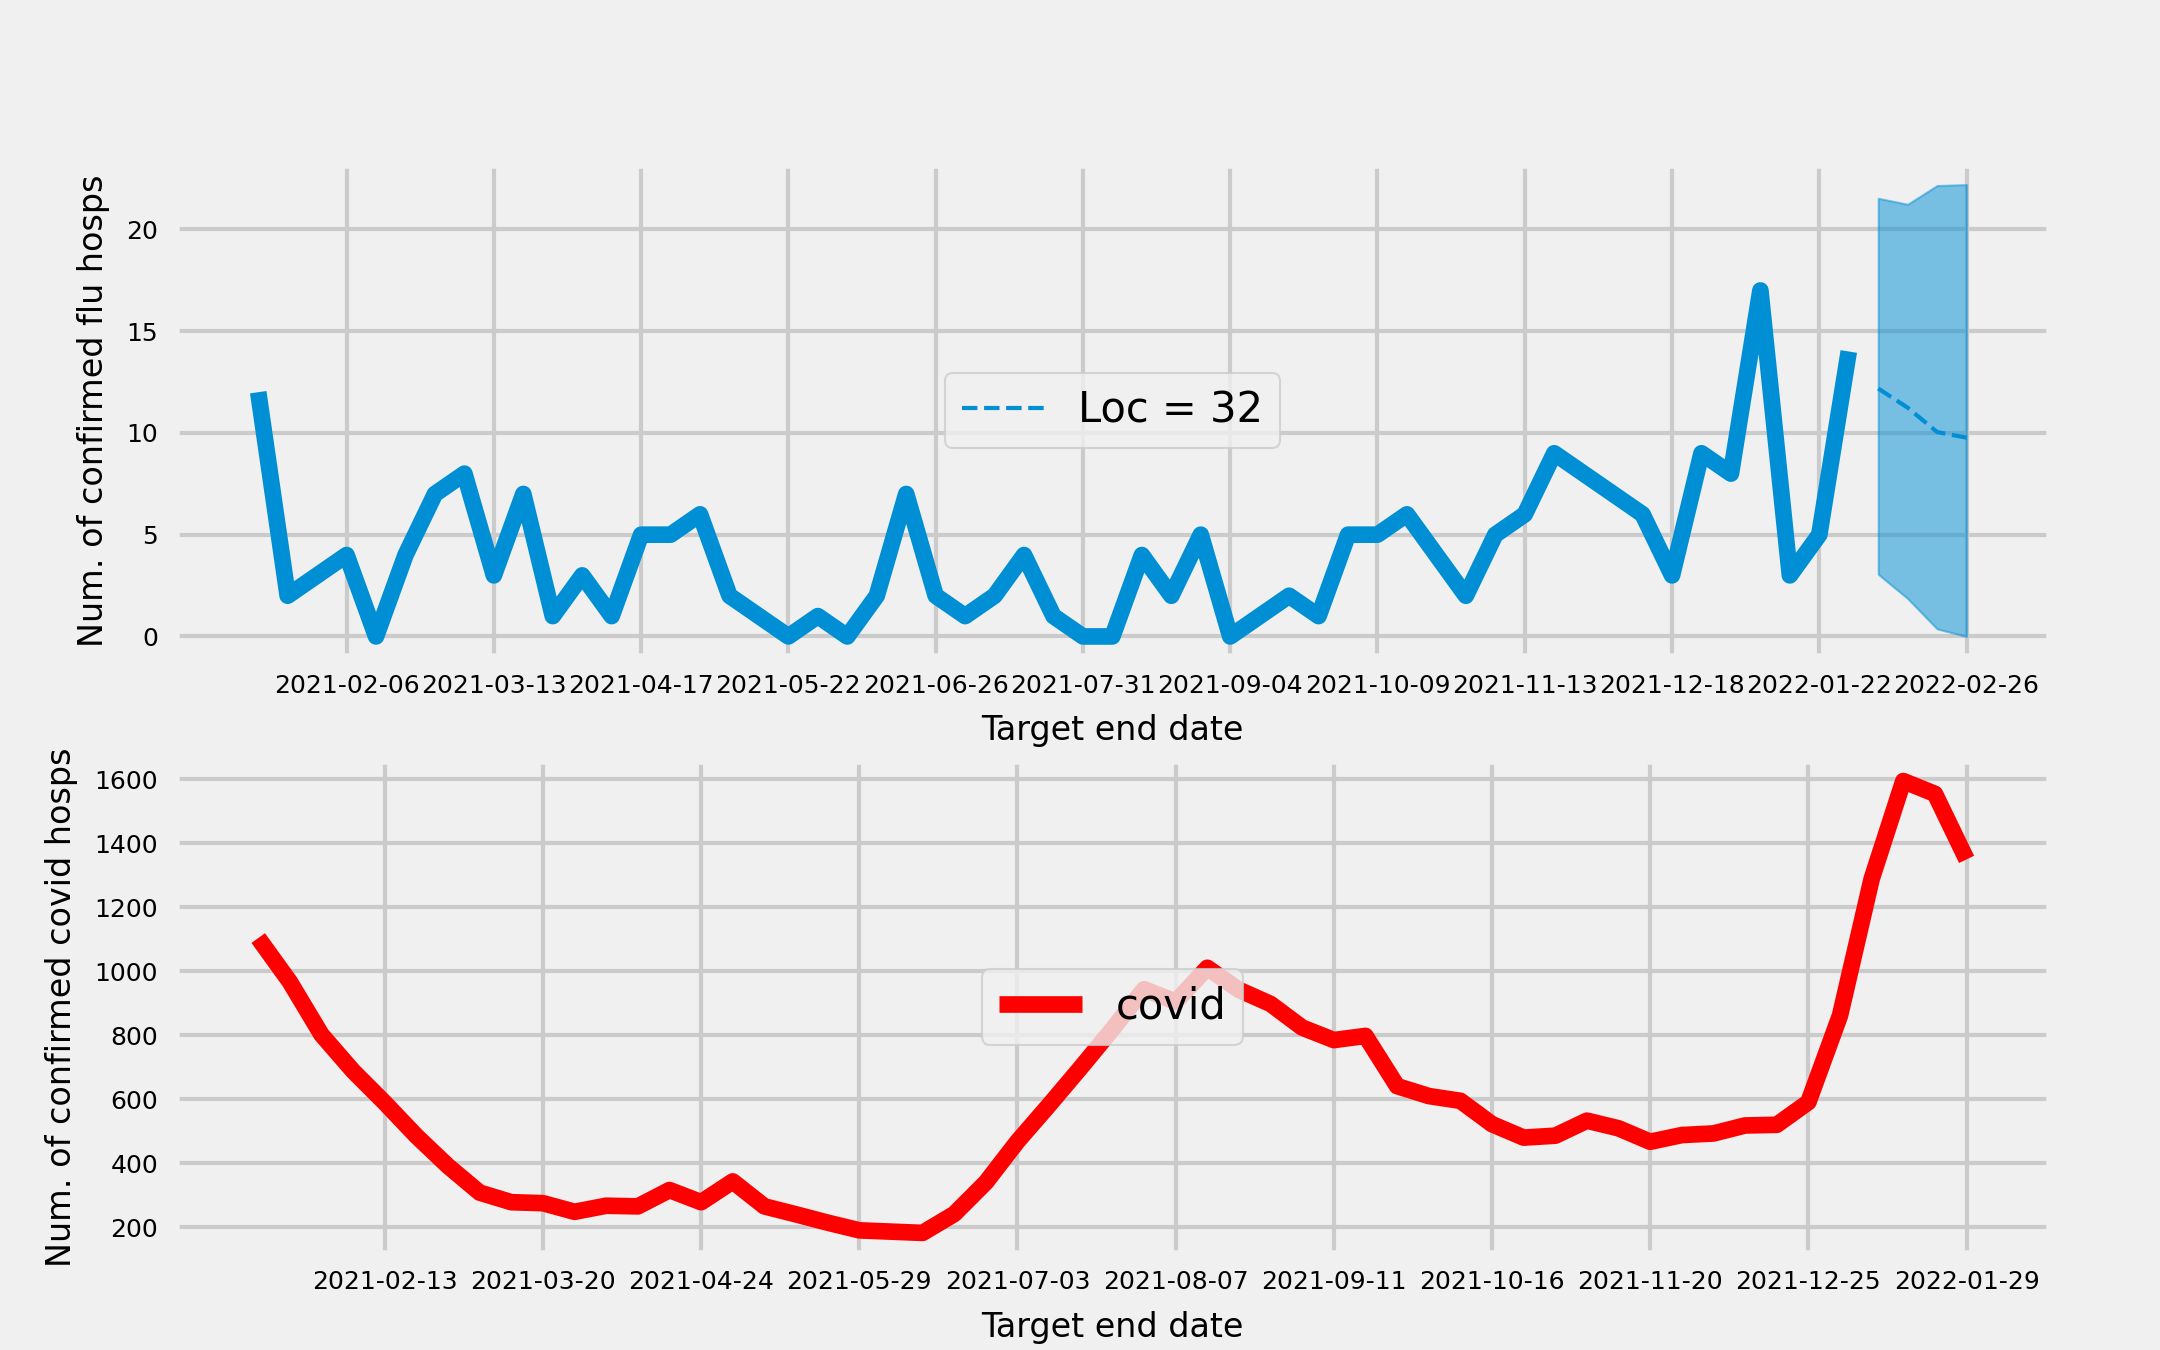 Num. of confirmed flu hosps
20
15
10
5
0
Loc = 32
2021-02-06 2021-03-13 2021-04-17 2021-05-22 2021-06-26 2021-07-31 2021-09-04 2021-10-09 2021-11-13 2021-12-18 2022-01-22 2022-02-26
Target end date
Num. of confirmed covid hosps
1600
1400
1200
1000
800
600
400
200
covid
2021-02-13 2021-03-20 2021-04-24 2021-05-29 2021-07-03 2021-08-07 2021-09-11 2021-10-16 2021-11-20 2021-12-25 2022-01-29
Target end date